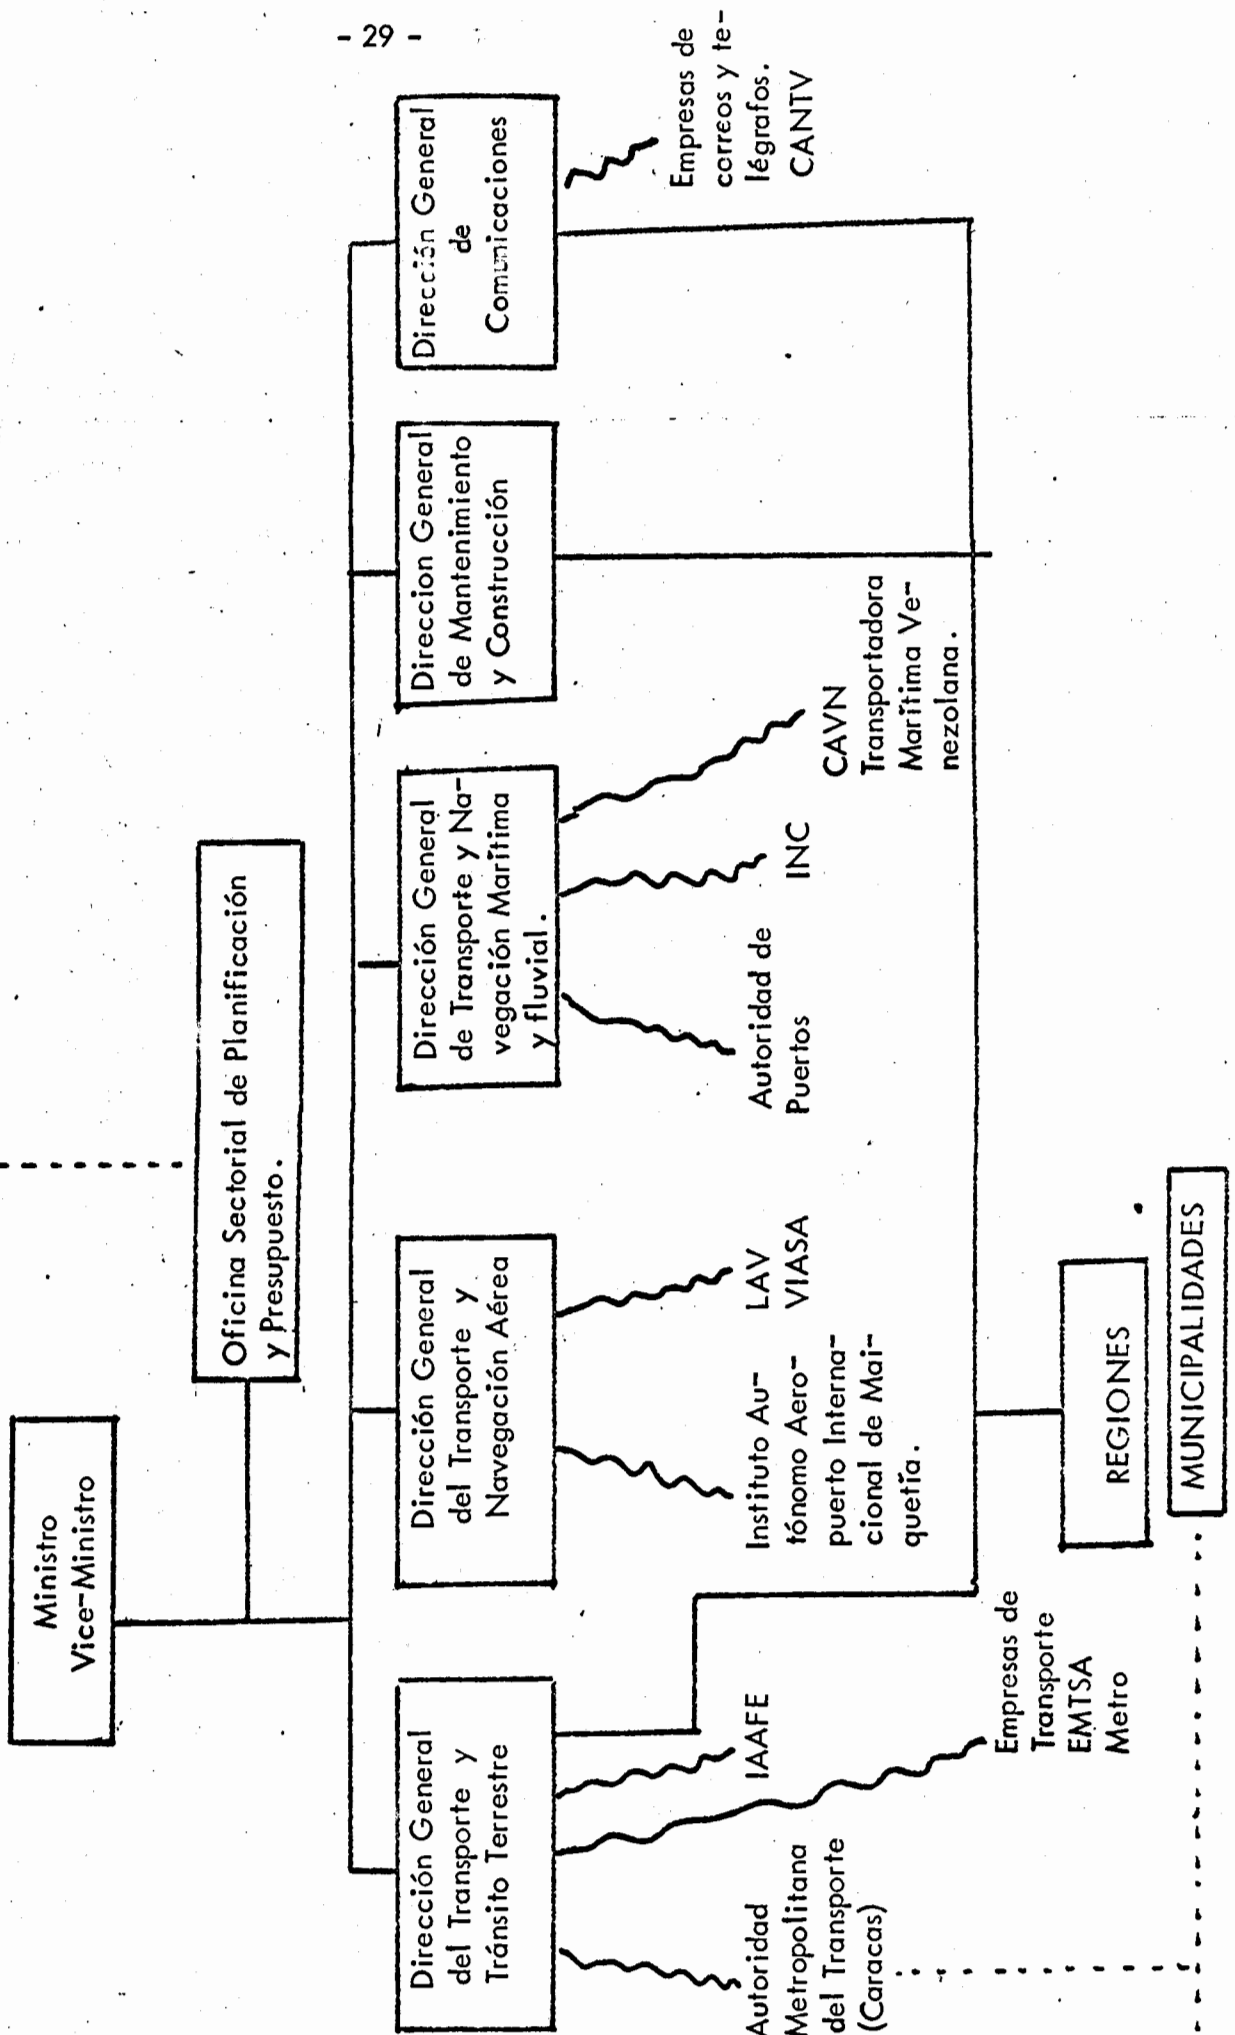 - 29 -
Ministro
Vice-Ministro
Oficina Sectorial de Planificación
y Presupuesto.
Dirección General
del Transporte y
Tránsito Terrestre
Dirección General
del Transporte y
Navegación Aérea
Dirección General
de Transporte y Na-
vegación Marítima
y fluvial.
Direccion General
de Mantenimiento
y Construcción
Dirección General
de
Comunicaciones
Autoridad
Metropolitana
del Transporte
(Caracas)
IAAFE
Empresas de
Transporte
EMTSA
Metro
Instituto Au-
tónomo Aero-
puerto Interna-
cional de Mai-
quetía.
LAV
VIASA
Autoridad de
Puertos
INC
CAVN
Transportadora
Marítima Ve-
nezolana.
Empresas de
correos y te-
légrafos.
CANTV
REGIONES
MUNICIPALIDADES